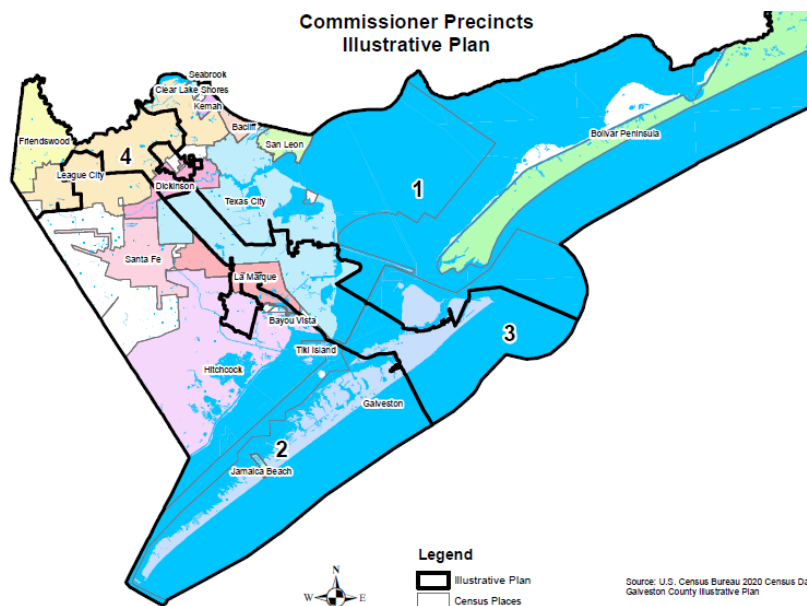 Commissioner Precincts
Illustrative Plan
Seabrook
Clear Lake Shores
Kemah
Bacliff
San Leon
Friendswood
4
League City
Dickinson
Texas City
1
Bolivar Peninsula
Santa Fe
La Marque
Bayou Vista
Tiki Island
3
Hitchcock
Galveston
2
Jamaica Beach
N
W E
Legend
Illustrative Plan
Census Places
Source: U.S. Census Bureau 2020 Census Da
Galveston County Illustrative Plan